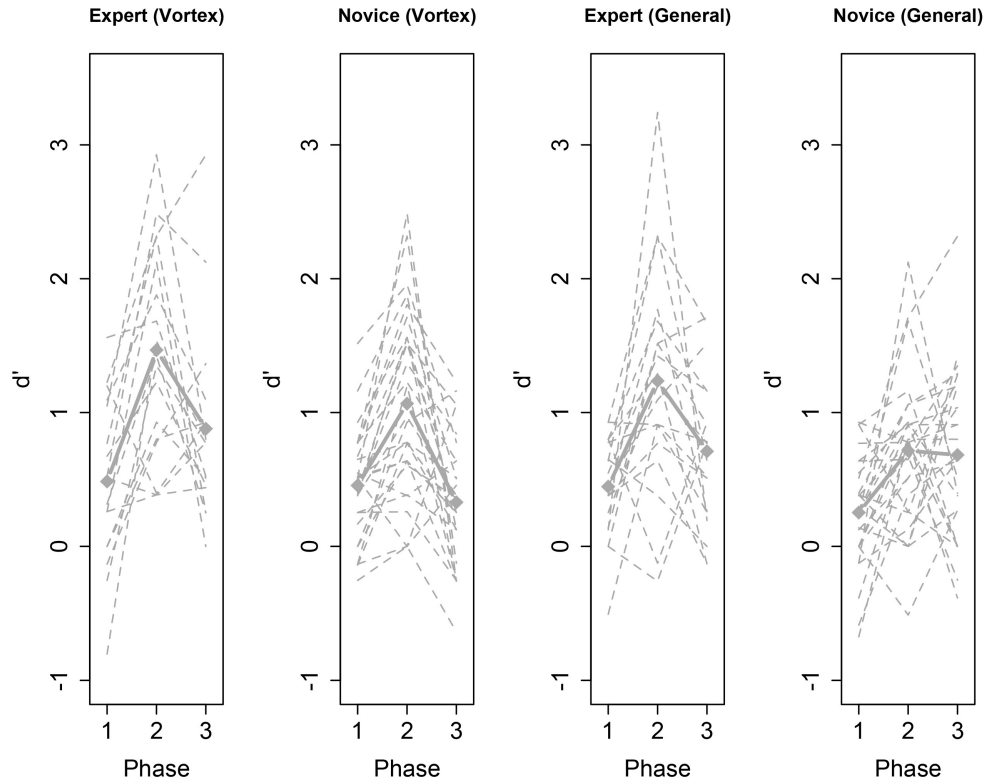 Expert (Vortex)
Novice (Vortex)
Expert (General)
Novice (General)
d'
3
2
1
0
-1
1 2 3
Phase
d'
3
2
1
0
-1
1 2 3
Phase
d'
3
2
1
0
-1
1 2 3
Phase
d'
3
2
1
0
-1
1 2 3
Phase